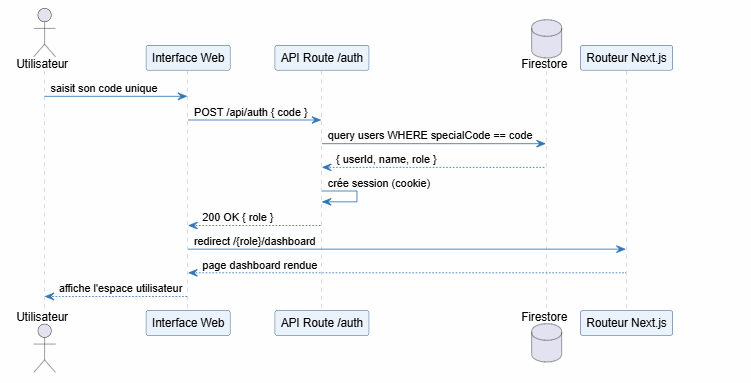 Utilisateur
Interface Web
API Route /auth
Firestore
Routeur Next.js
saisit son code unique
POST /api/auth { code }
query users WHERE specialCode == code
{ userId, name, role }
crée session (cookie)
200 OK { role }
redirect /{role}/dashboard
page dashboard rendue
affiche l'espace utilisateur
Utilisateur
Interface Web
API Route /auth
Firestore
Routeur Next.js